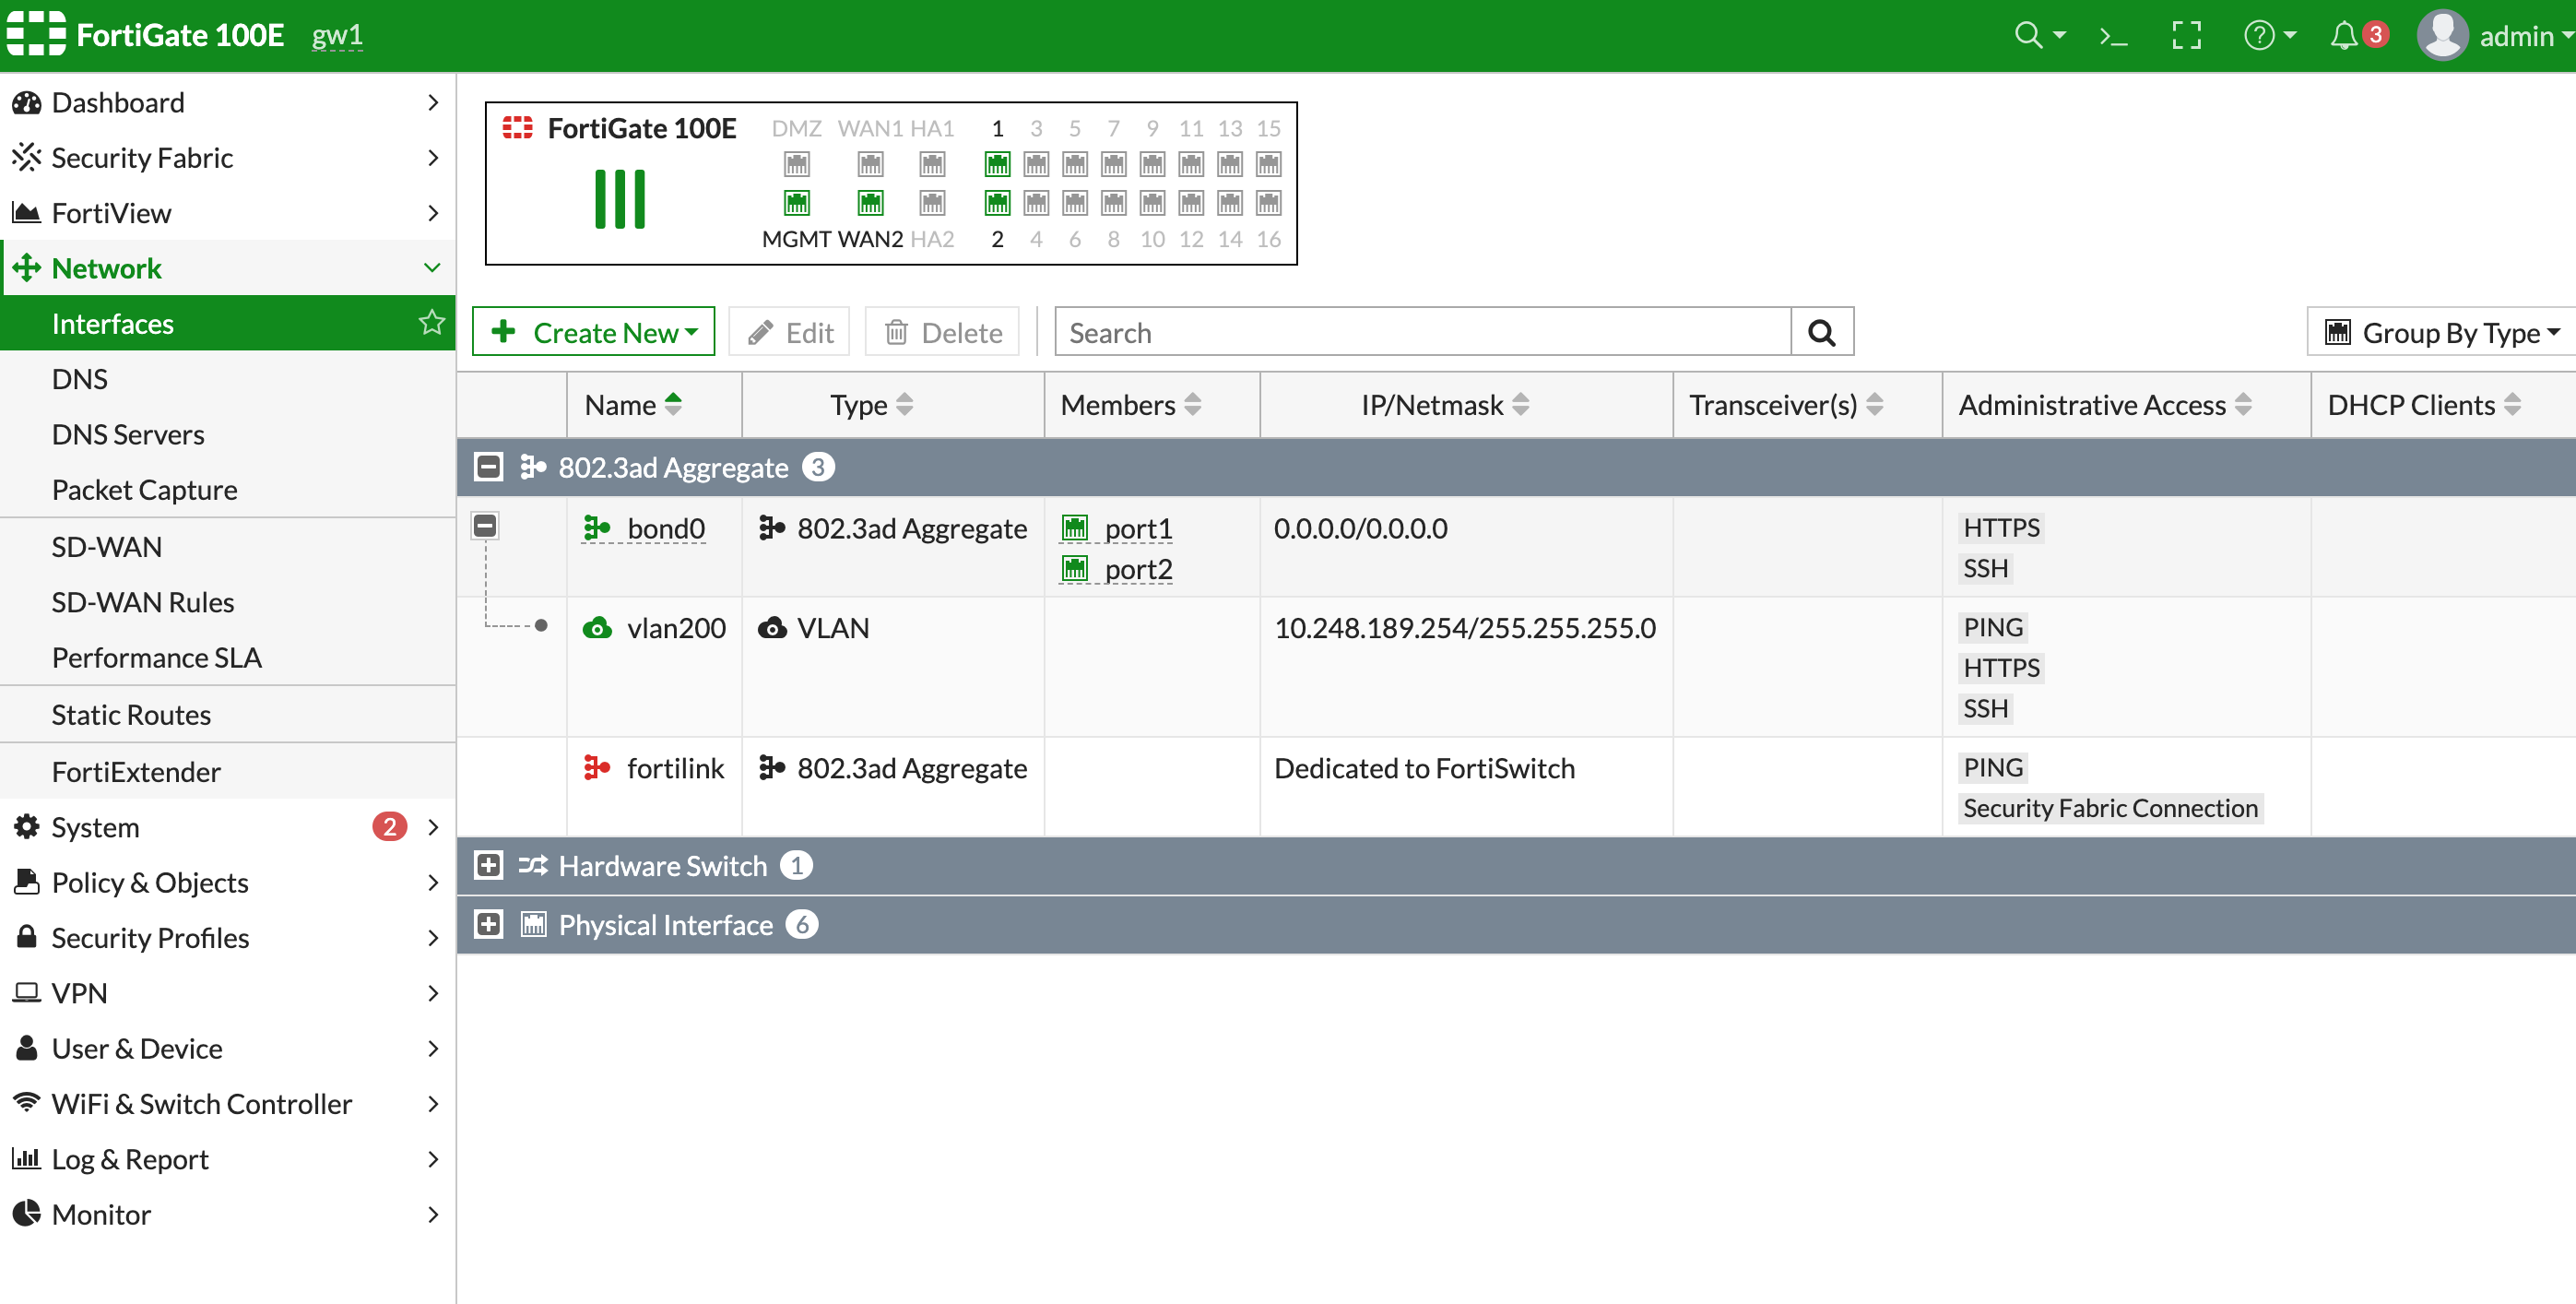 FortiGate 100E gw1 3 admin
Dashboard
Security Fabric
FortiView
Network
Interfaces
DNS
DNS Servers
Packet Capture
SD-WAN
SD-WAN Rules
Performance SLA
Static Routes
FortiExtender
System 2
Policy & Objects
Security Profiles
VPN
User & Device
WiFi & Switch Controller
Log & Report
Monitor
FortiGate 100E DMZ WAN1 HA1 1 3 5 7 9 11 13 15
MGMT WAN2 HA2 2 4 6 8 10 12 14 16
Create New Edit Delete Search Group By Type
Name Type Members IP/Netmask Transceiver(s) Administrative Access DHCP Clients
802.3ad Aggregate 3
bond0 802.3ad Aggregate port1 0.0.0.0/0.0.0.0 HTTPS
port2 SSH
vlan200 VLAN 10.248.189.254/255.255.255.0 PING
HTTPS
SSH
fortilink 802.3ad Aggregate Dedicated to FortiSwitch PING
Security Fabric Connection
Hardware Switch 1
Physical Interface 6